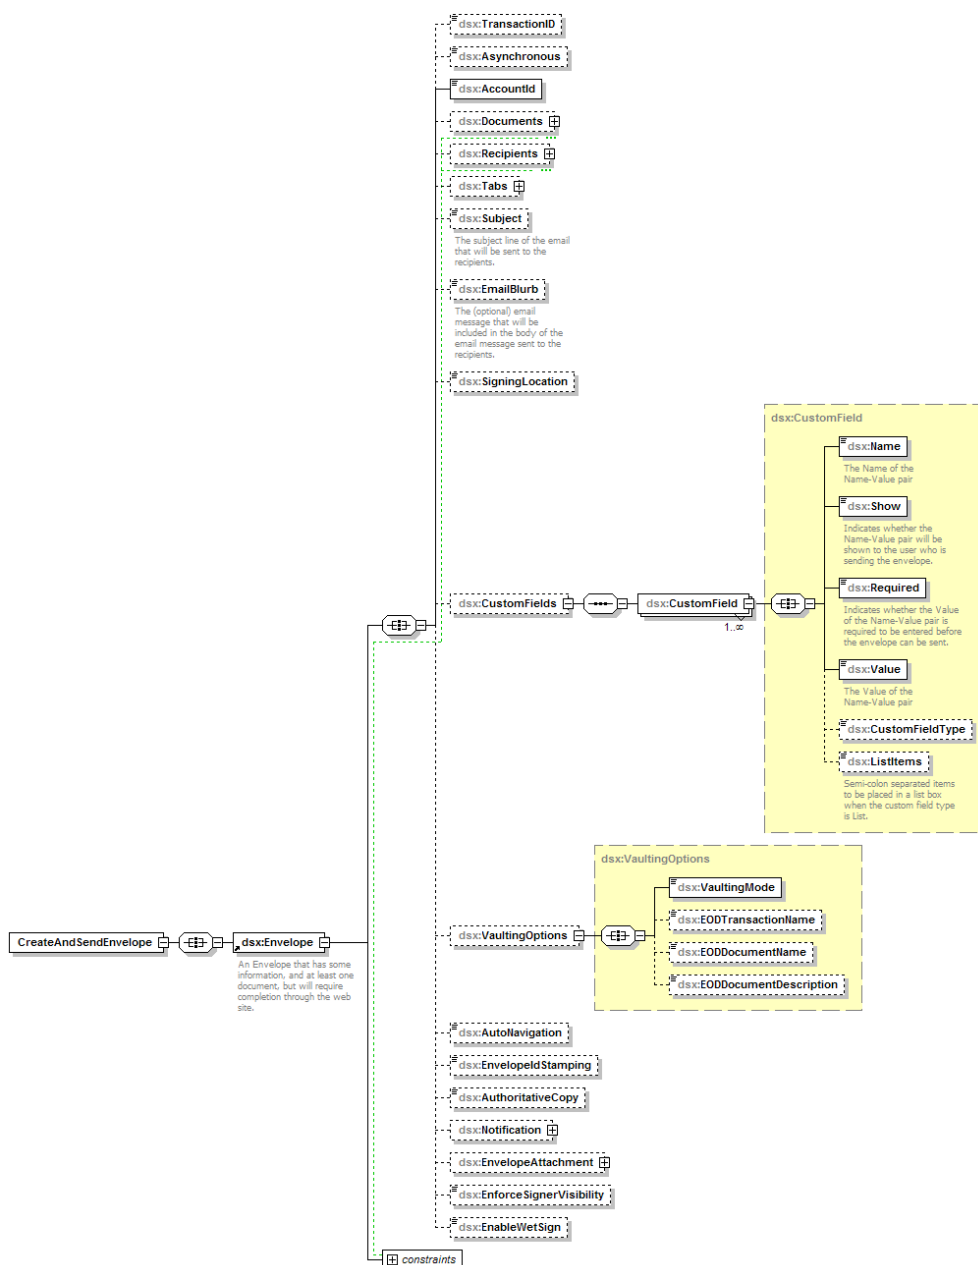 dsx:TransactionID
dsx:Asynchronous
dsx:AccountId
dsx:Documents
dsx:Recipients
dsx:Tabs
dsx:Subject
The subject line of the email
that will be sent to the
recipients.
dsx:EmailBlurb
The (optional) email
message that will be
included in the body of the
email message sent to the
recipients.
dsx:SigningLocation
dsx:CustomField
dsx:Name
The Name of the
Name-Value pair
dsx:Show
Indicates whether the
Name-Value pair will be
shown to the user who is
sending the envelope.
dsx:CustomFields
dsx:CustomField
1..∞
dsx:Required
Indicates whether the Value
of the Name-Value pair is
required to be entered before
the envelope can be sent.
dsx:Value
The Value of the
Name-Value pair
dsx:CustomFieldType
dsx:ListItems
Semi-colon separated items
to be placed in a list box
when the custom field type
is List.
dsx:VaultingOptions
dsx:VaultingMode
dsx:EODTransactionName
dsx:VaultingOptions
dsx:EODDocumentName
dsx:EODDocumentDescription
CreateAndSendEnvelope
dsx:Envelope
An Envelope that has some
information, and at least one
document, but will require
completion through the web
site.
dsx:AutoNavigation
dsx:EnvelopeIdStamping
dsx:AuthoritativeCopy
dsx:Notification
dsx:EnvelopeAttachment
dsx:EnforceSignerVisibility
dsx:EnableWetSign
constraints